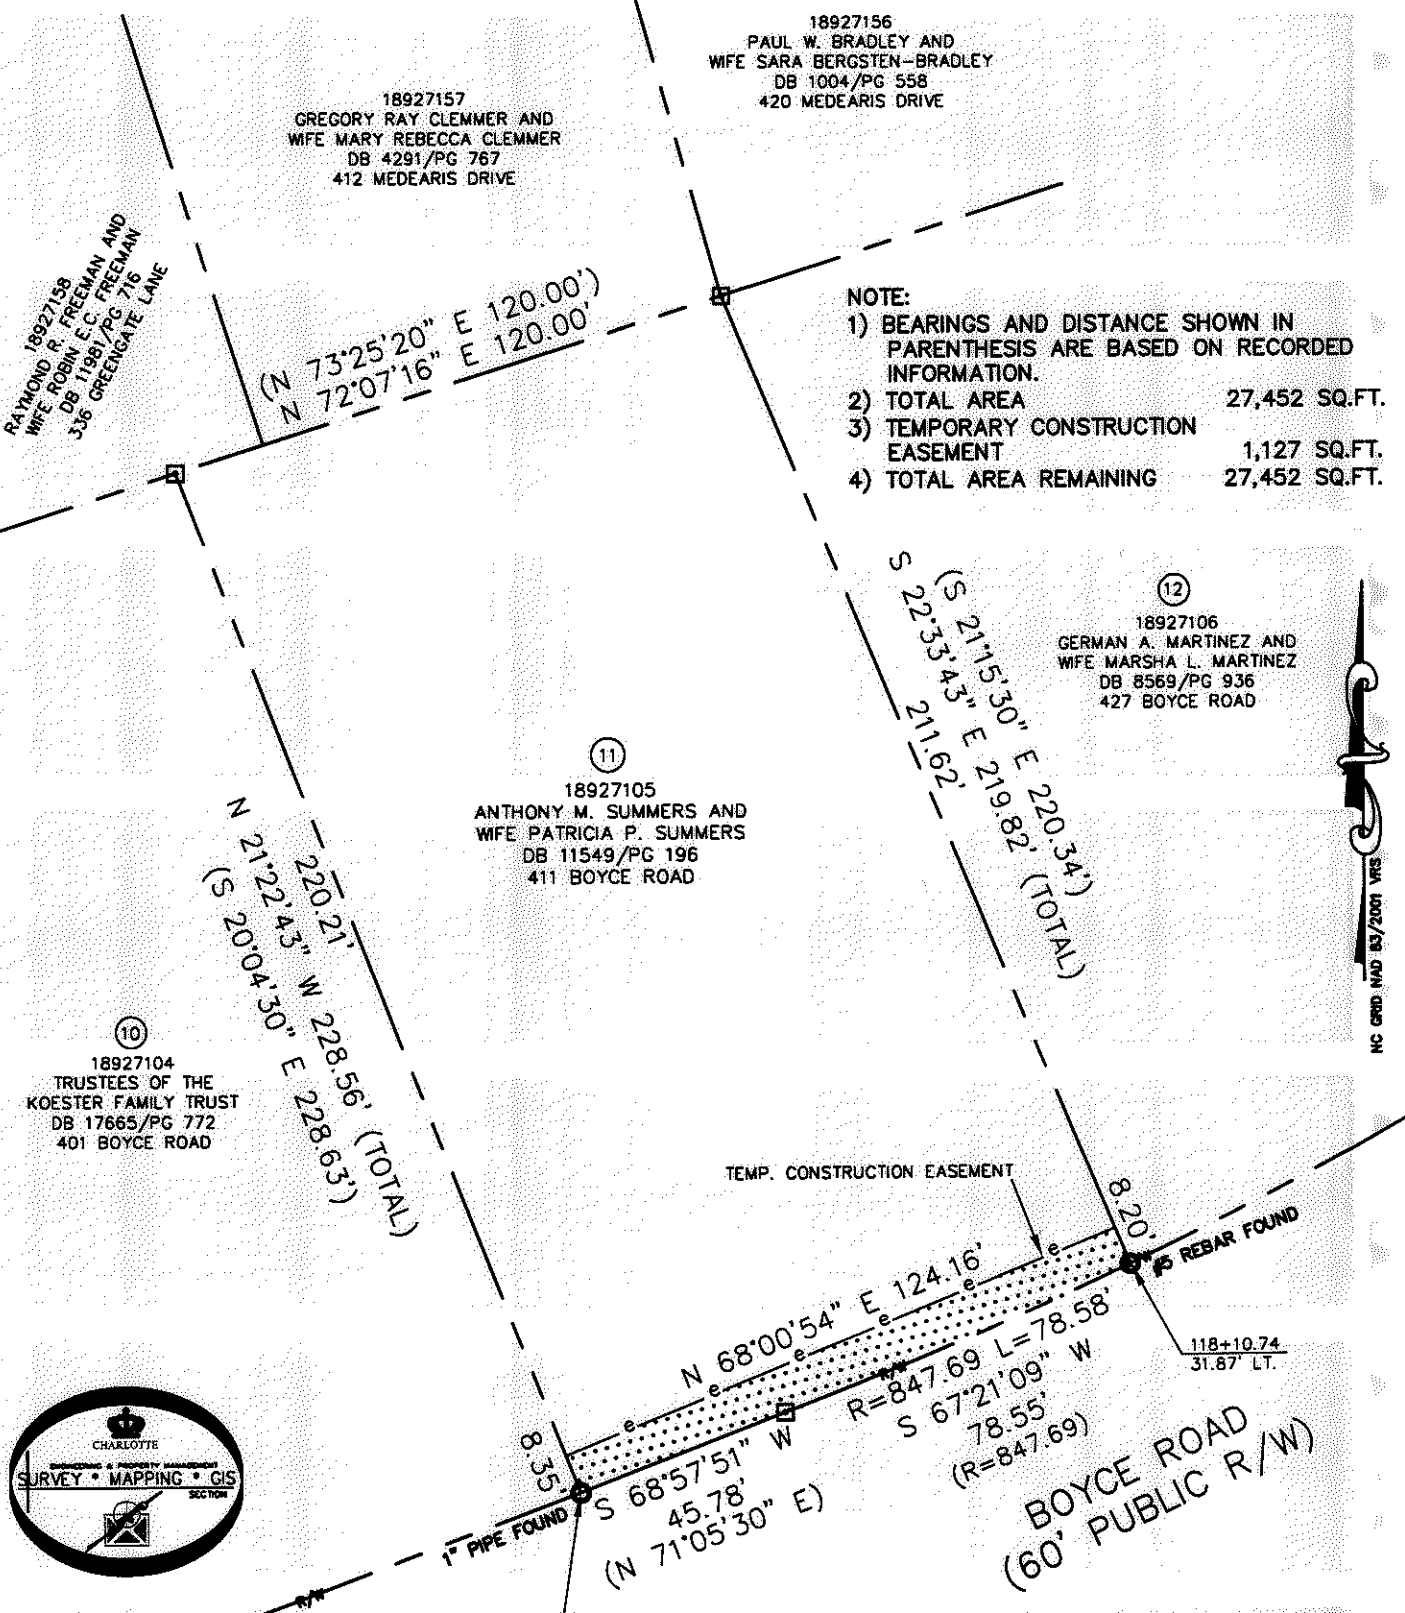 18927156
PAUL W. BRADLEY AND
WIFE SARA BERGSTEN-BRADLEY
DB 1004/PG 558
420 MEDEARIS DRIVE
18927157
GREGORY RAY CLEMMER AND
WIFE MARY REBECCA CLEMMER
DB 4291/PG 767
412 MEDEARIS DRIVE
18927158
RAYMOND R. FREEMAN AND
WIFE ROBIN E.C. FREEMAN
DB 11981/PG 716
336 GREENGATE LANE
(N 73°25'20" E 120.00')
N 72°07'16" E 120.00'
NOTE:
1) BEARINGS AND DISTANCE SHOWN IN
PARENTHESIS ARE BASED ON RECORDED
INFORMATION.
2) TOTAL AREA 27,452 SQ.FT.
3) TEMPORARY CONSTRUCTION
EASEMENT 1,127 SQ.FT.
4) TOTAL AREA REMAINING 27,452 SQ.FT.
(S 21°15'30" E 220.34')
S 22°33'43" E 219.82' (TOTAL)
211.62'
12
18927106
GERMAN A. MARTINEZ AND
WIFE MARSHA L. MARTINEZ
DB 8569/PG 936
427 BOYCE ROAD
NC GRID NAD 83/2001 VRS
11
18927105
ANTHONY M. SUMMERS AND
WIFE PATRICIA P. SUMMERS
DB 11549/PG 196
411 BOYCE ROAD
220.21'
N 21°22'43" W 228.56' (TOTAL)
(S 20°04'30" E 228.63')
10
18927104
TRUSTEES OF THE
KOESTER FAMILY TRUST
DB 17665/PG 772
401 BOYCE ROAD
TEMP. CONSTRUCTION EASEMENT
8.20'
#5 REBAR FOUND
N 68°00'54" E 124.16'
e e e e e e
R/W
118+10.74
31.87' LT.
R=847.69 L=78.58'
S 67°21'09" W
78.55'
(R=847.69)
8.35'
S 68°57'51" W
45.78'
(N 71°05'30" E)
1" PIPE FOUND
R/W
BOYCE ROAD
(60' PUBLIC R/W)
CHARLOTTE
ENGINEERING & PROPERTY MANAGEMENT
SURVEY * MAPPING * GIS
SECTION